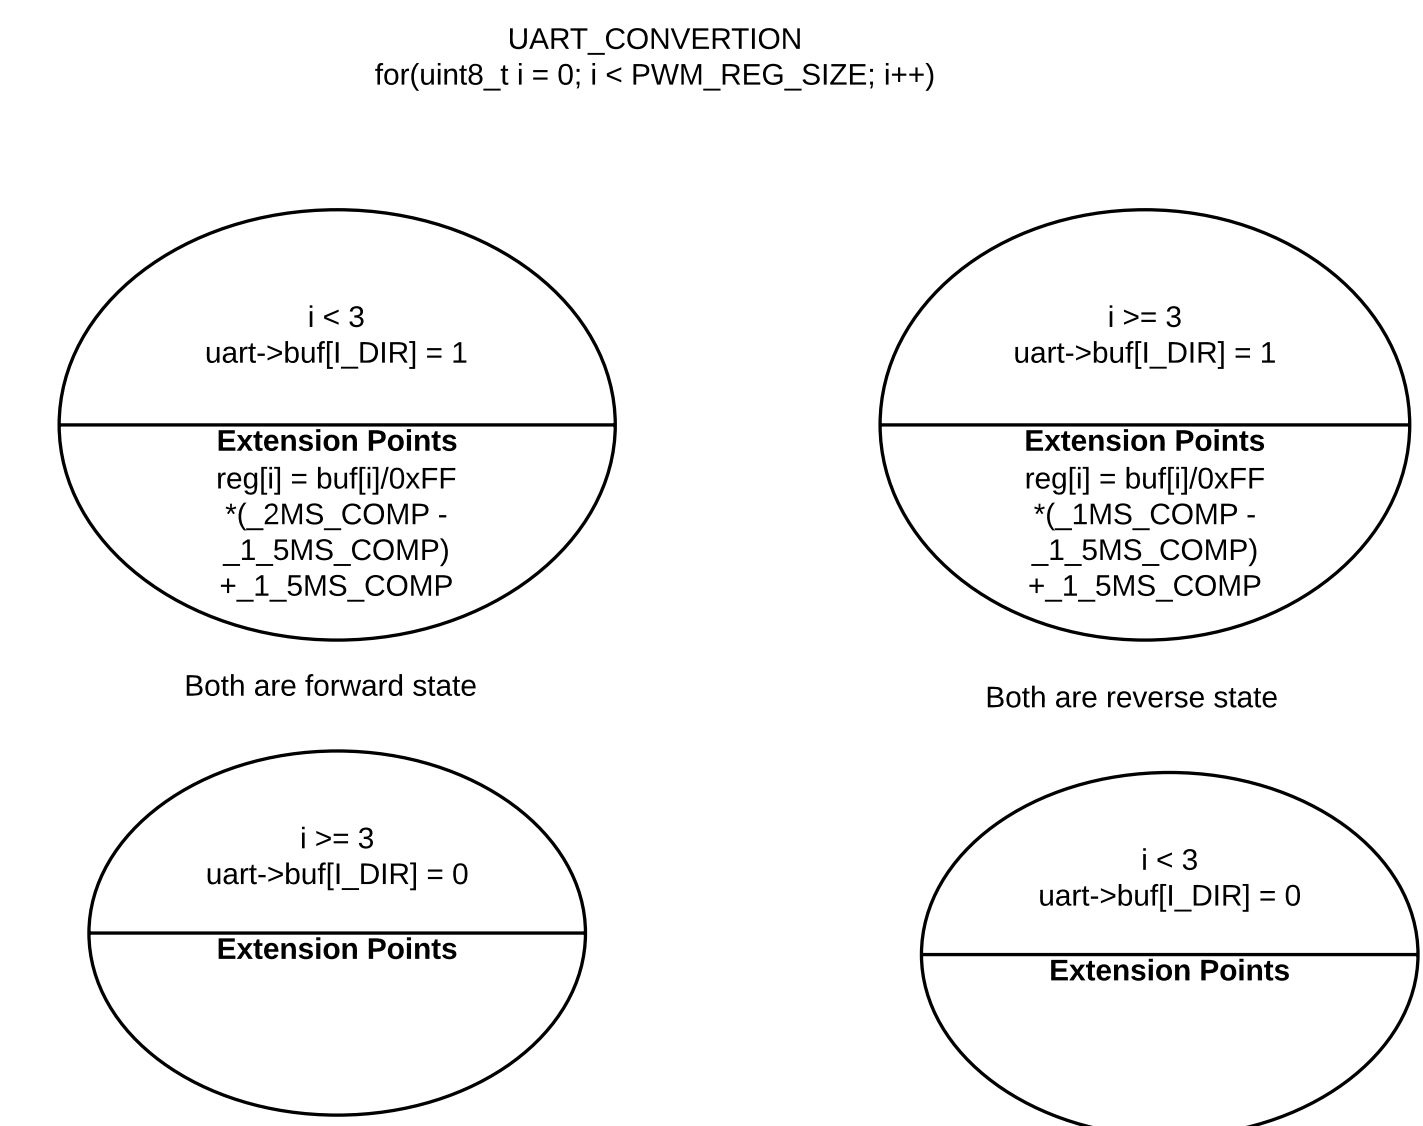 UART_CONVERTION
for(uint8_t i = 0; i < PWM_REG_SIZE; i++)
i < 3
uart->buf[I_DIR] = 1
Extension Points
reg[i] = buf[i]/0xFF
*(_2MS_COMP -
_1_5MS_COMP)
+_1_5MS_COMP
i >= 3
uart->buf[I_DIR] = 1
Extension Points
reg[i] = buf[i]/0xFF
*(_1MS_COMP -
_1_5MS_COMP)
+_1_5MS_COMP
Both are forward state
Both are reverse state
i >= 3
uart->buf[I_DIR] = 0
Extension Points
i < 3
uart->buf[I_DIR] = 0
Extension Points